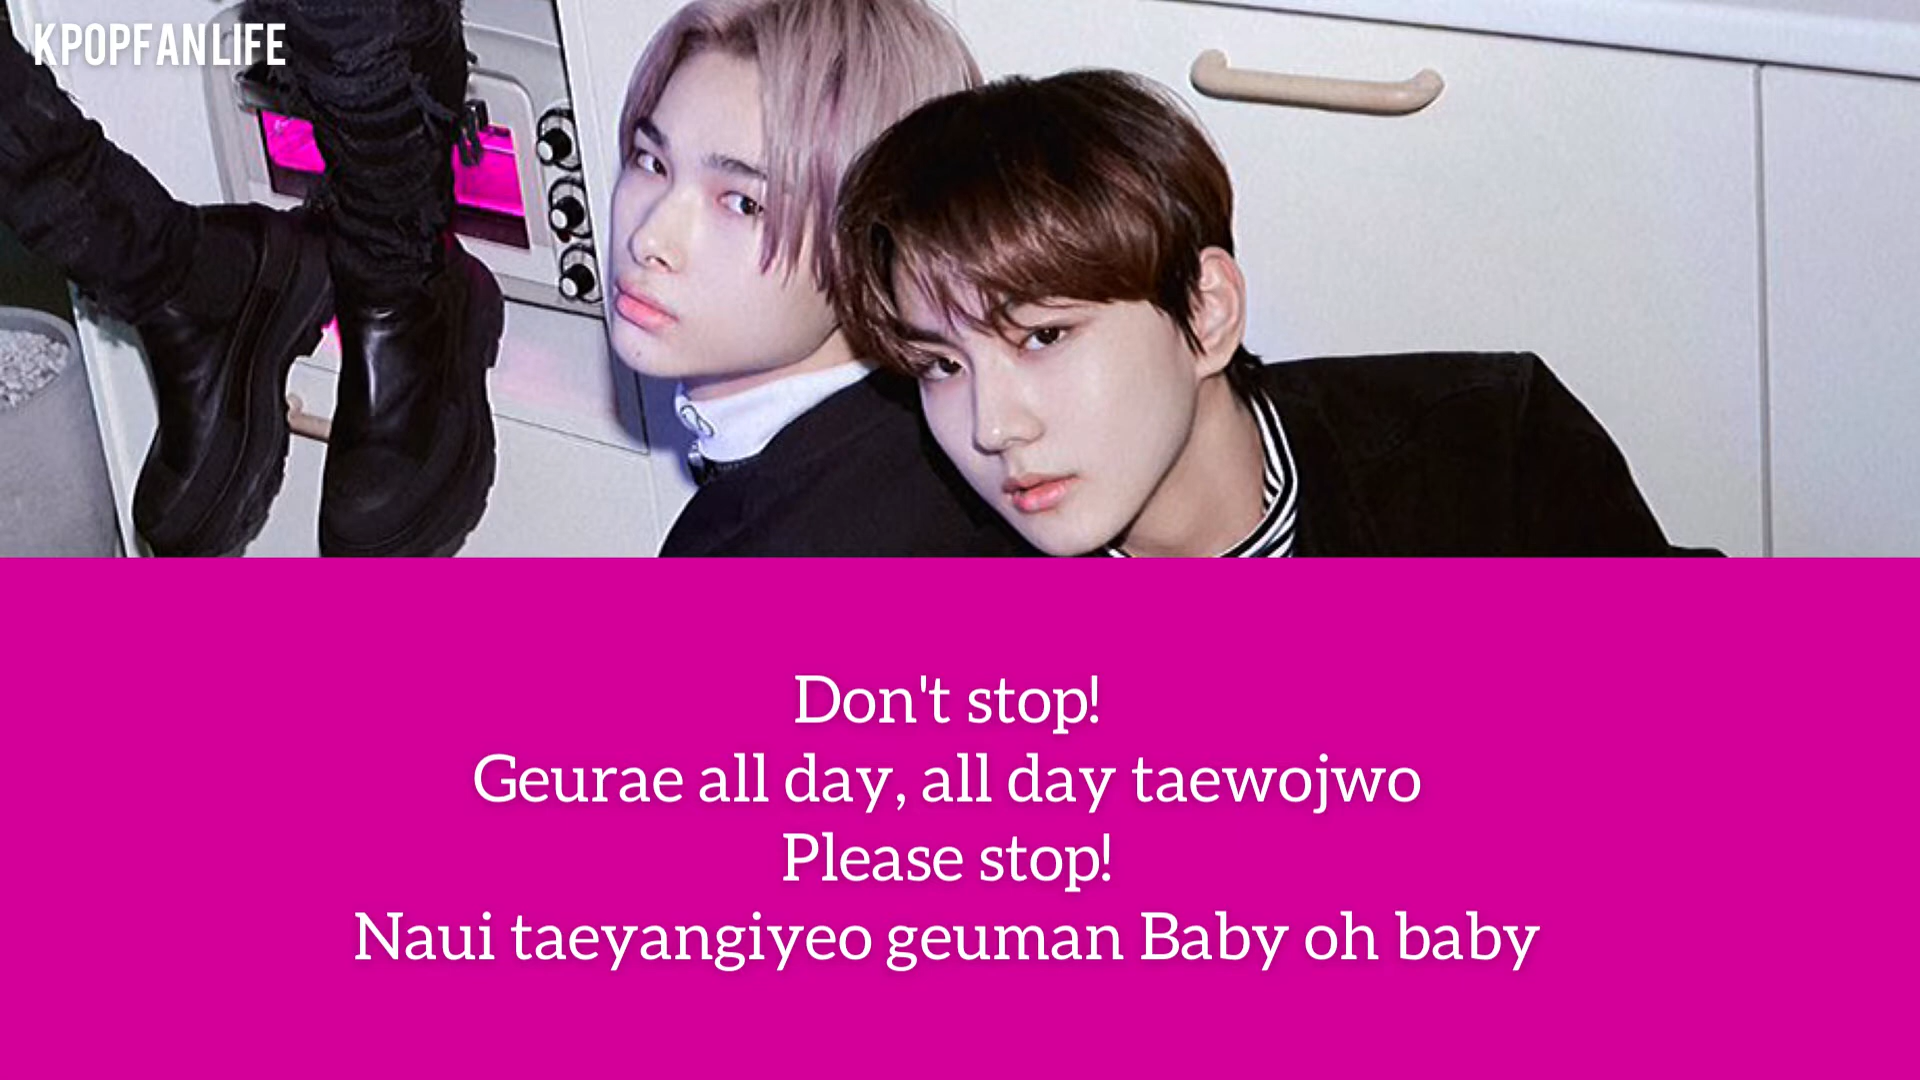 KPOPFANLIFE
Don't stop!
Geurae all day, all day taewojwo
Please stop!
Naui taeyangiyeo geuman Baby oh baby